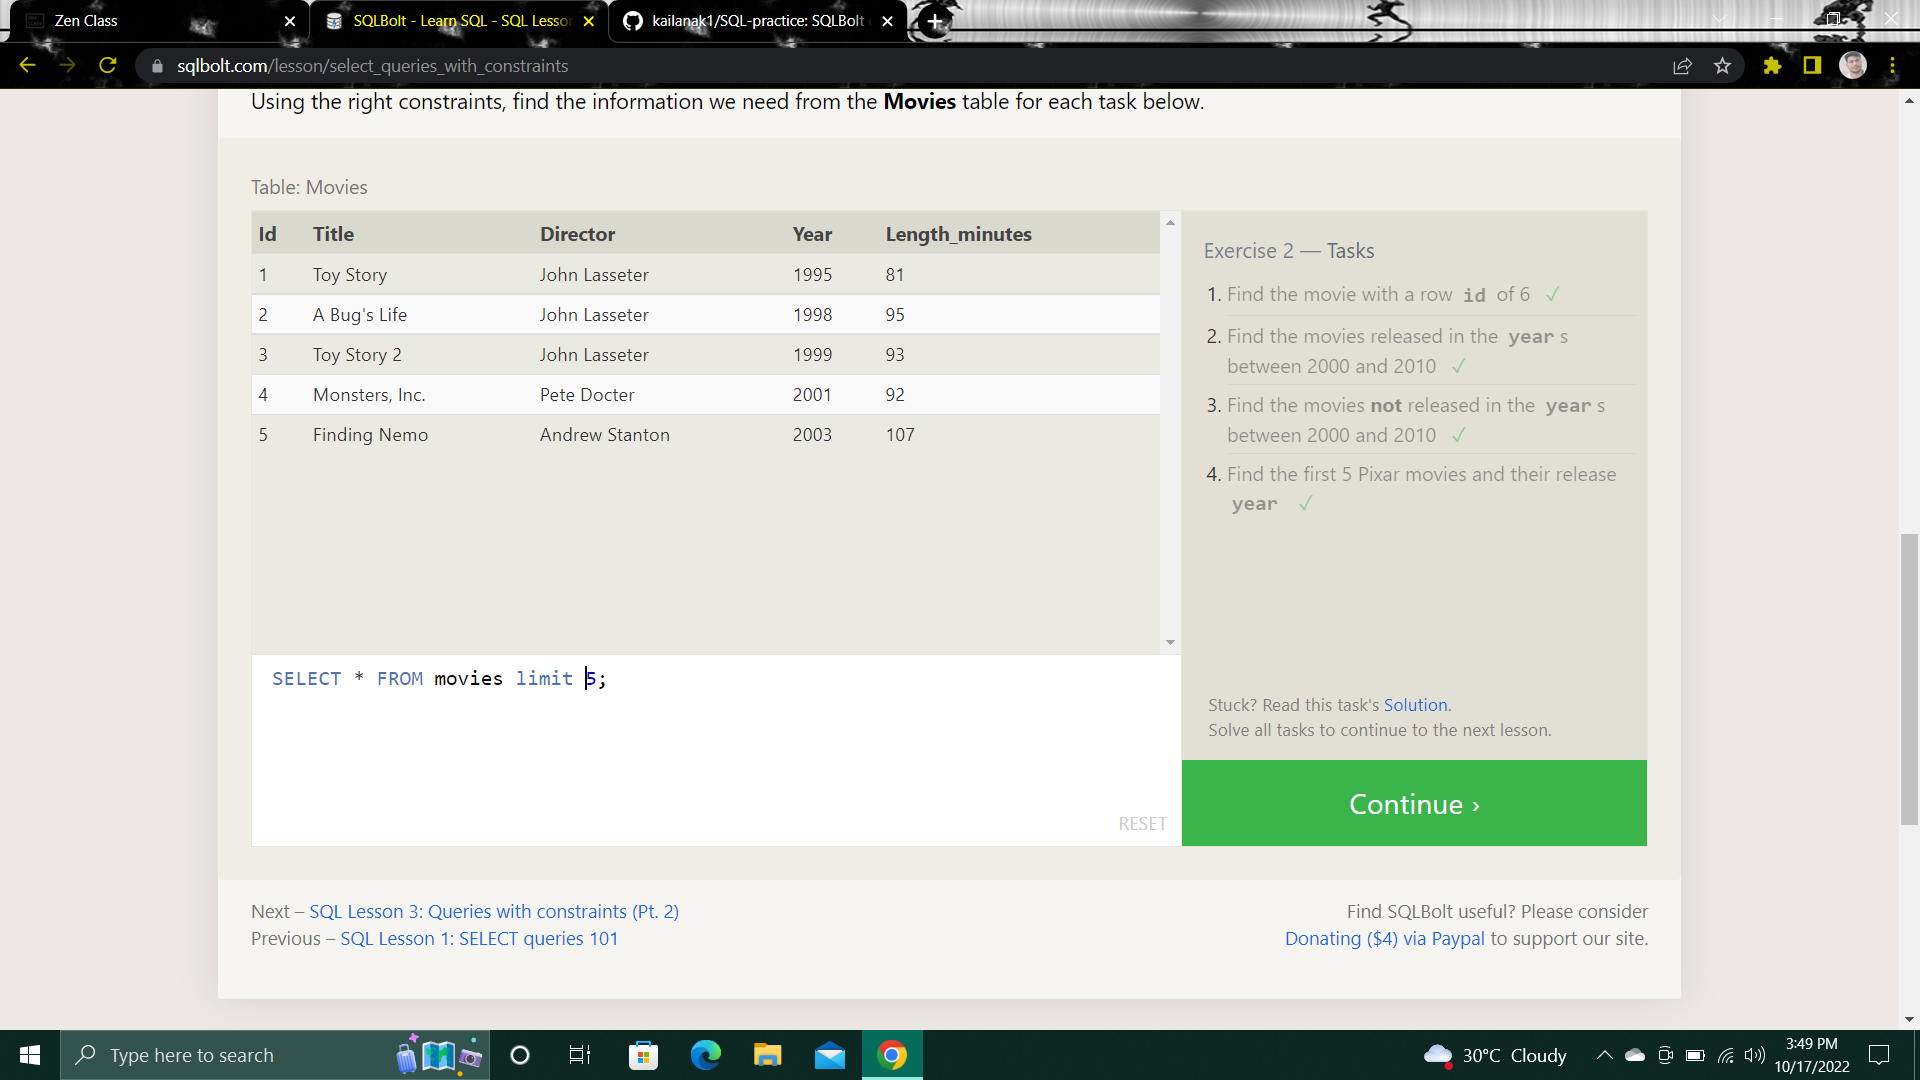 Zen Class
SQLBolt - Learn SQL - SQL Lesso
kailanak1/SQL-practice: SQLBolt
sqlbolt.com/lesson/select_queries_with_constraints
Using the right constraints, find the information we need from the Movies table for each task below.
Table: Movies
Id Title Director Year Length_minutes
1 Toy Story John Lasseter 1995 81
2 A Bug's Life John Lasseter 1998 95
3 Toy Story 2 John Lasseter 1999 93
4 Monsters, Inc. Pete Docter 2001 92
5 Finding Nemo Andrew Stanton 2003 107
Exercise 2 — Tasks
1. Find the movie with a row id of 6 ✓
2. Find the movies released in the year s
between 2000 and 2010 ✓
3. Find the movies not released in the year s
between 2000 and 2010 ✓
4. Find the first 5 Pixar movies and their release
year ✓
SELECT * FROM movies limit 5;
RESET
Stuck? Read this task's Solution.
Solve all tasks to continue to the next lesson.
Continue ›
Next – SQL Lesson 3: Queries with constraints (Pt. 2)
Previous – SQL Lesson 1: SELECT queries 101
Find SQLBolt useful? Please consider
Donating ($4) via Paypal to support our site.
Type here to search
30°C Cloudy
3:49 PM
10/17/2022